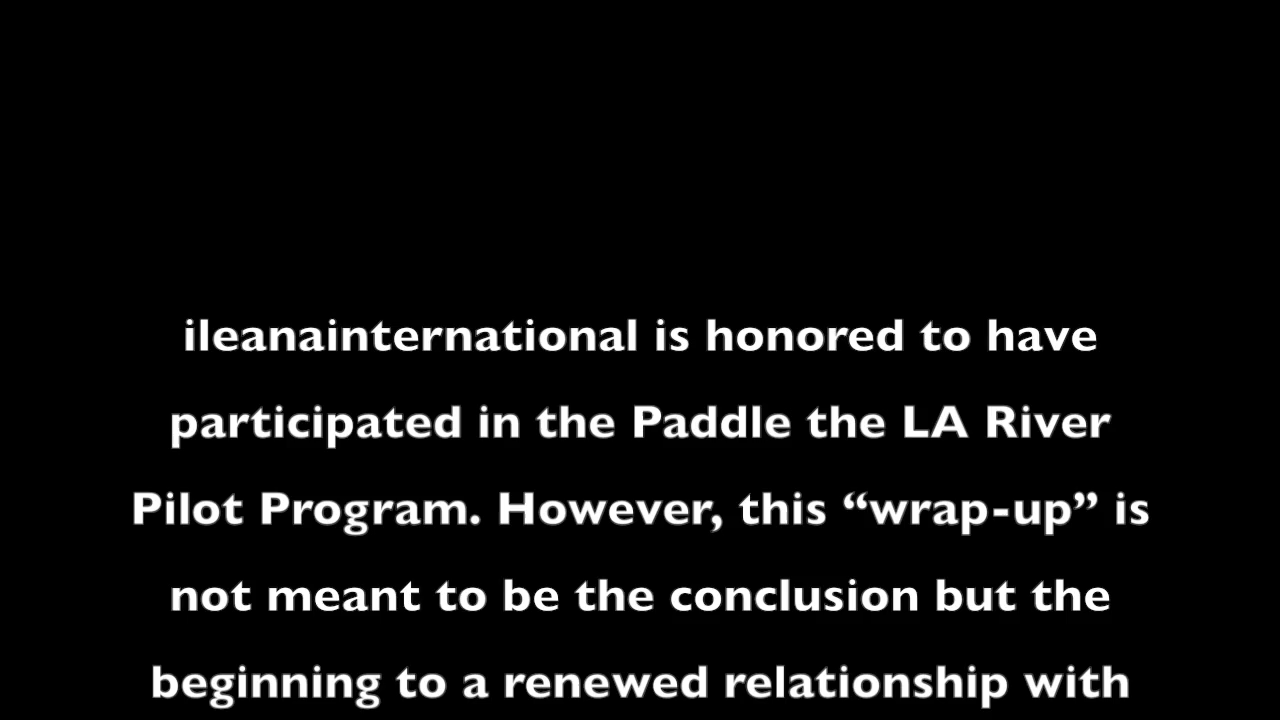 ileanainternational is honored to have
participated in the Paddle the LA River
Pilot Program. However, this “wrap-up” is
not meant to be the conclusion but the
beginning to a renewed relationship with